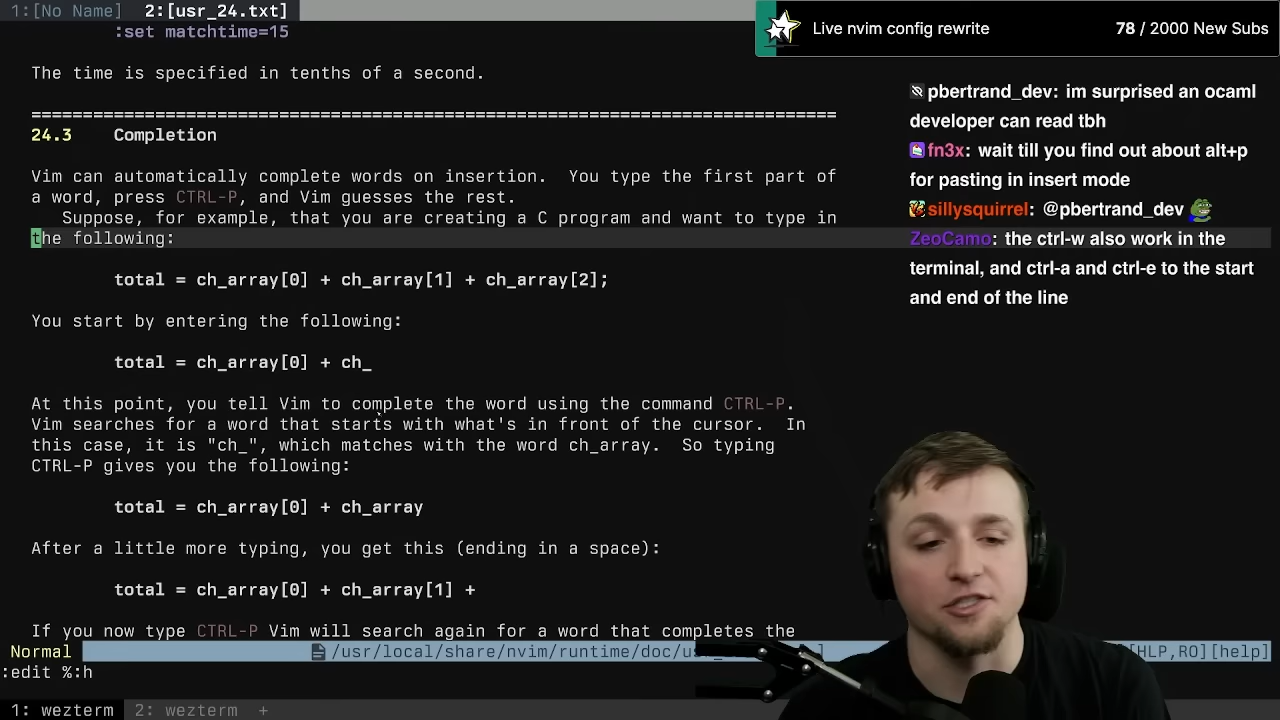 1:[No Name]  2:[usr_24.txt]
:set matchtime=15
The time is specified in tenths of a second.
==============================================================================
24.3    Completion
Vim can automatically complete words on insertion.  You type the first part of
a word, press CTRL-P, and Vim guesses the rest.
Suppose, for example, that you are creating a C program and want to type in
the following:
total = ch_array[0] + ch_array[1] + ch_array[2];
You start by entering the following:
total = ch_array[0] + ch_
At this point, you tell Vim to complete the word using the command CTRL-P.
Vim searches for a word that starts with what's in front of the cursor.  In
this case, it is "ch_", which matches with the word ch_array.  So typing
CTRL-P gives you the following:
total = ch_array[0] + ch_array
After a little more typing, you get this (ending in a space):
total = ch_array[0] + ch_array[1] +
If you now type CTRL-P Vim will search again for a word that completes the
Normal /usr/local/share/nvim/runtime/doc/us [HLP,RO][help]
:edit %:h
1: wezterm  2: wezterm  +
Live nvim config rewrite 78 / 2000 New Subs
pbertrand_dev: im surprised an ocaml
developer can read tbh
fn3x: wait till you find out about alt+p
for pasting in insert mode
sillysquirrel: @pbertrand_dev
ZeoCamo: the ctrl-w also work in the
terminal, and ctrl-a and ctrl-e to the start
and end of the line